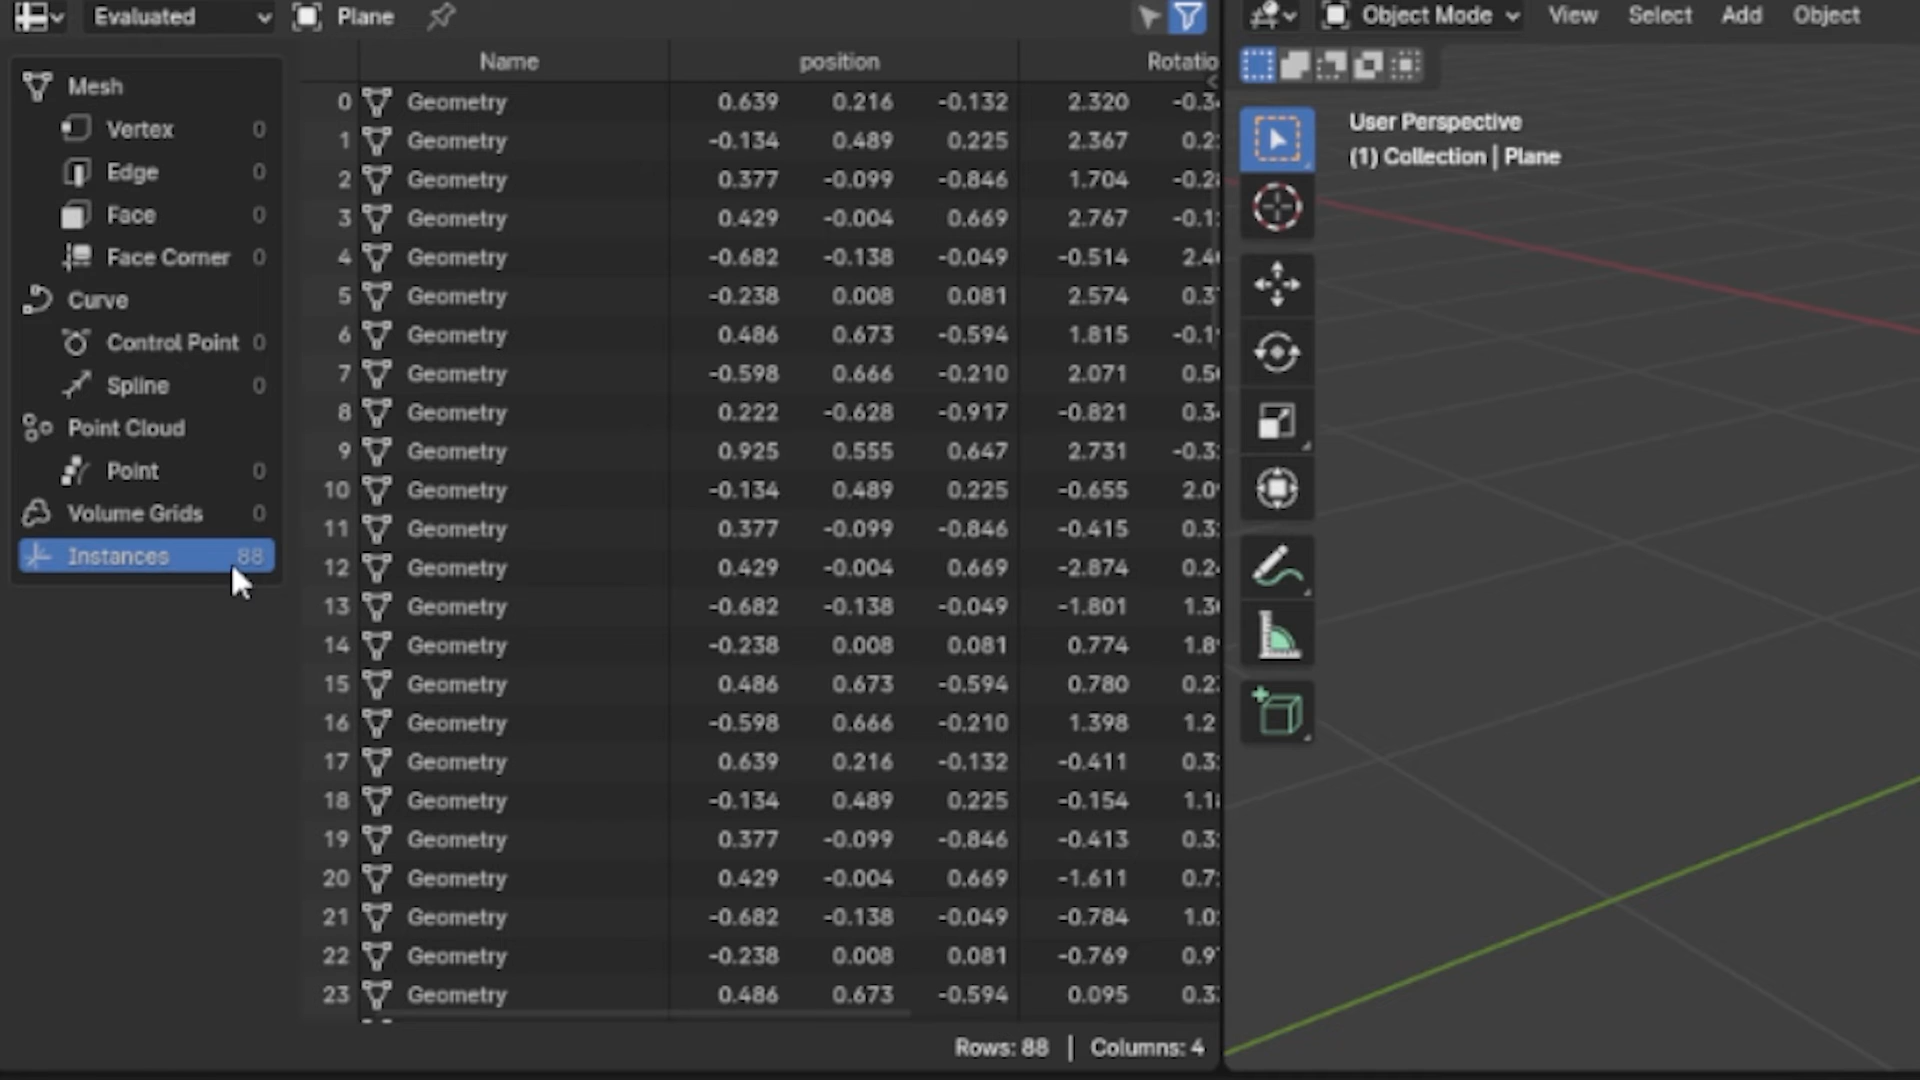 Evaluated Plane
Object Mode View Select Add Object
Mesh
Vertex 0
Edge 0
Face 0
Face Corner 0
Curve
Control Point 0
Spline 0
Point Cloud
Point 0
Volume Grids 0
Instances 88
Name position Rotatio
0 Geometry 0.639 0.216 -0.132 2.320
1 Geometry -0.134 0.489 0.225 2.367
2 Geometry 0.377 -0.099 -0.846 1.704
3 Geometry 0.429 -0.004 0.669 2.767
4 Geometry -0.682 -0.138 -0.049 -0.514
5 Geometry -0.238 0.008 0.081 2.574
6 Geometry 0.486 0.673 -0.594 1.815
7 Geometry -0.598 0.666 -0.210 2.071
8 Geometry 0.222 -0.628 -0.917 -0.821
9 Geometry 0.925 0.555 0.647 2.731
10 Geometry -0.134 0.489 0.225 -0.655
11 Geometry 0.377 -0.099 -0.846 -0.415
12 Geometry 0.429 -0.004 0.669 -2.874
13 Geometry -0.682 -0.138 -0.049 -1.801
14 Geometry -0.238 0.008 0.081 0.774
15 Geometry 0.486 0.673 -0.594 0.780
16 Geometry -0.598 0.666 -0.210 1.398
17 Geometry 0.639 0.216 -0.132 -0.411
18 Geometry -0.134 0.489 0.225 -0.154
19 Geometry 0.377 -0.099 -0.846 -0.413
20 Geometry 0.429 -0.004 0.669 -1.611
21 Geometry -0.682 -0.138 -0.049 -0.784
22 Geometry -0.238 0.008 0.081 -0.769
23 Geometry 0.486 0.673 -0.594 0.095
Rows: 88 | Columns: 4
User Perspective
(1) Collection | Plane